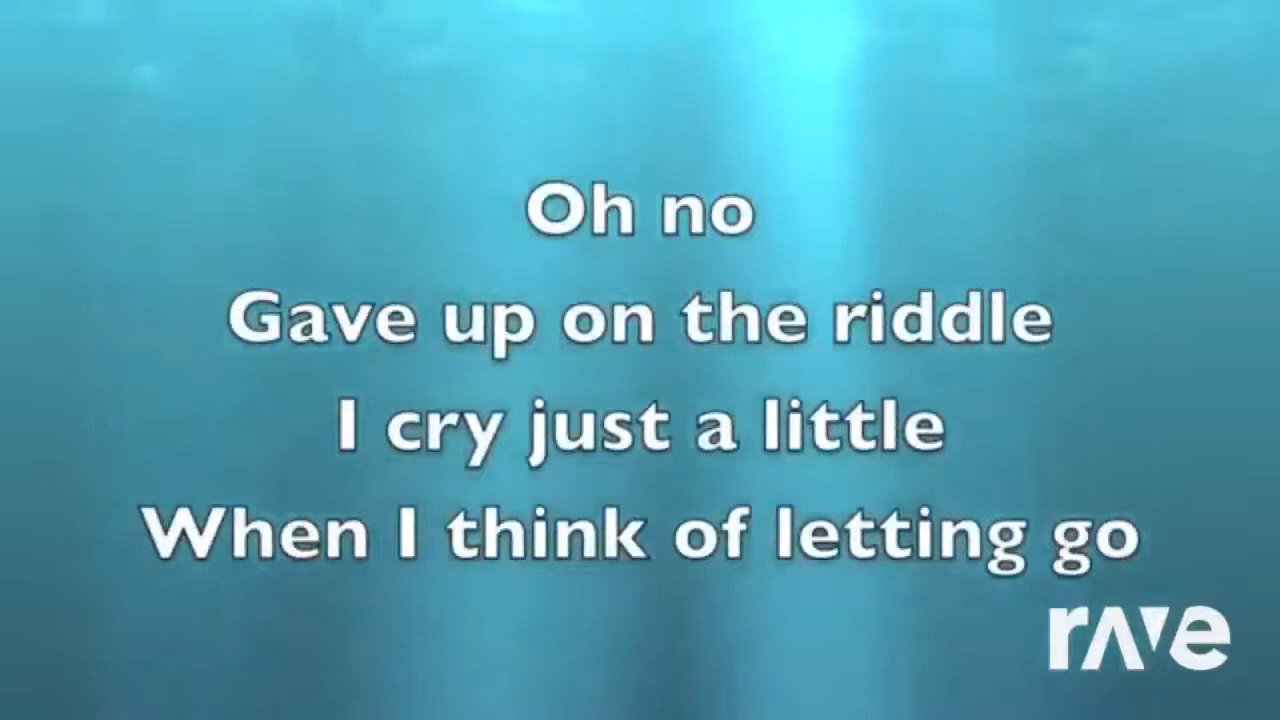 Oh no
Gave up on the riddle
I cry just a little
When I think of letting go
rave